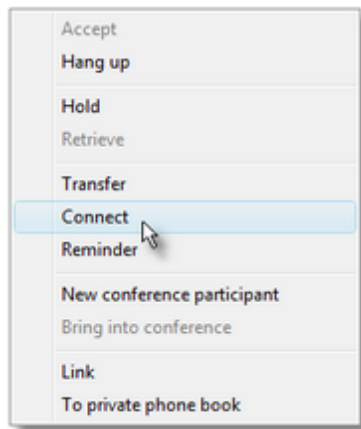 Accept
Hang up
Hold
Retrieve
Transfer
Connect
Reminder
New conference participant
Bring into conference
Link
To private phone book